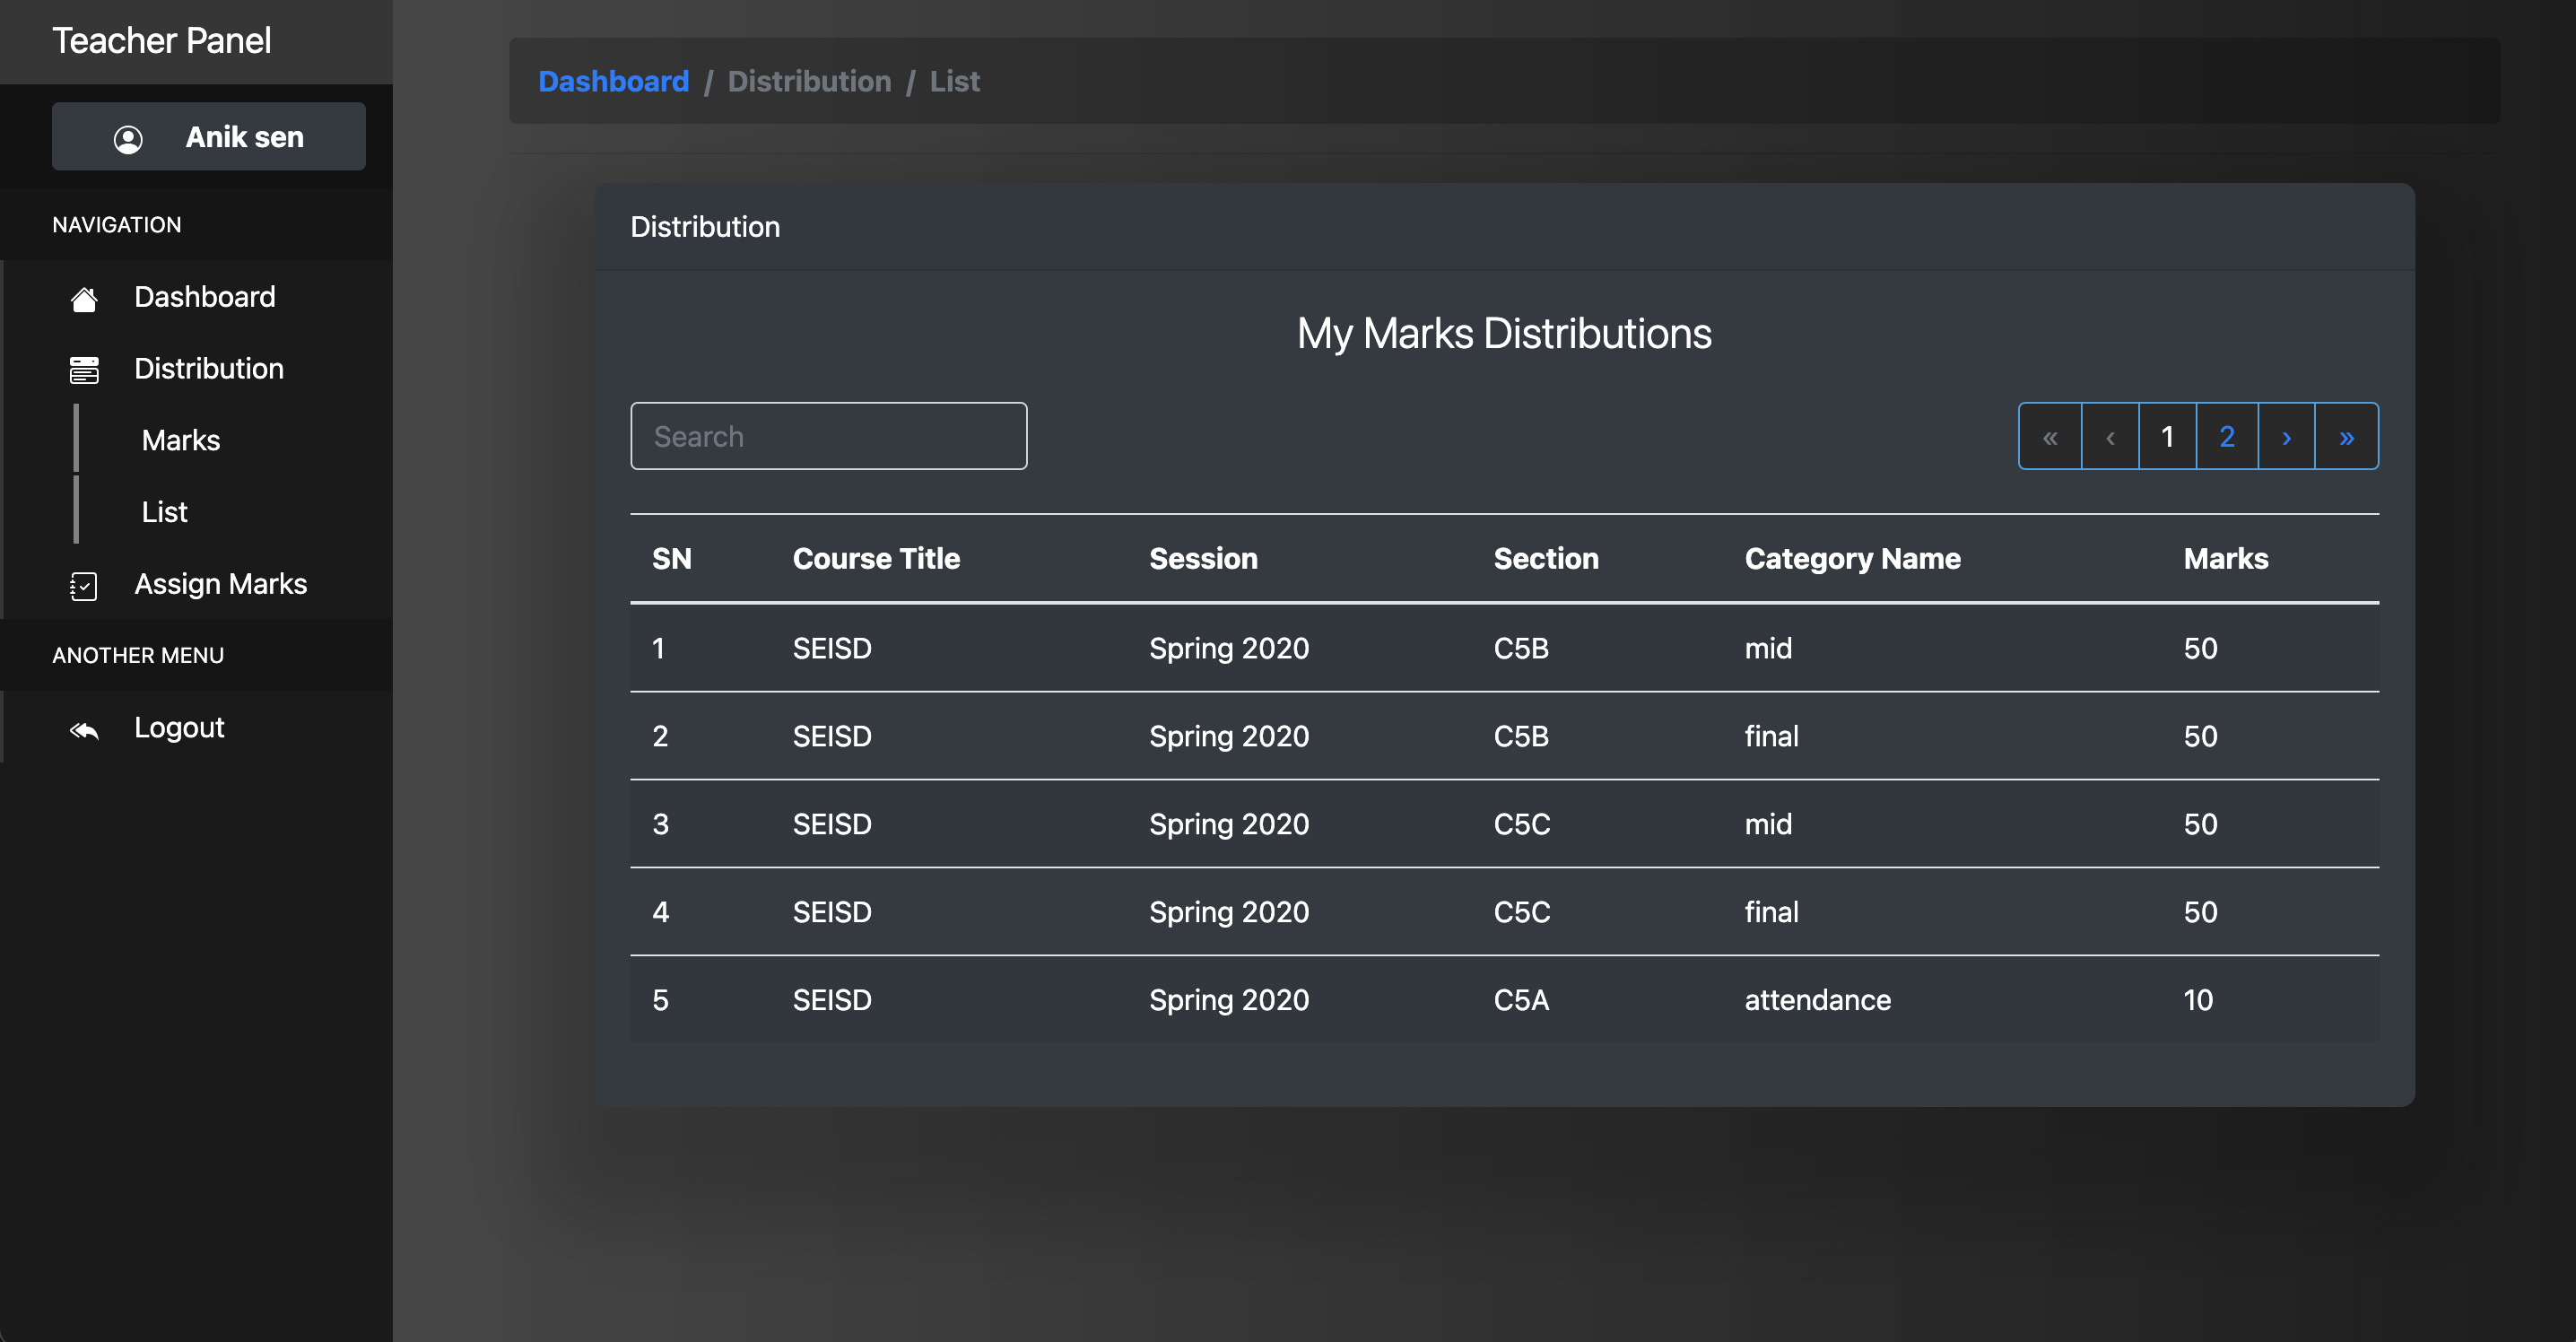 Teacher Panel
Anik sen
NAVIGATION
Dashboard
Distribution
Marks
List
Assign Marks
ANOTHER MENU
Logout
Dashboard / Distribution / List
Distribution
My Marks Distributions
Search
« ‹ 1 2 › »
SN Course Title Session Section Category Name Marks
1 SEISD Spring 2020 C5B mid 50
2 SEISD Spring 2020 C5B final 50
3 SEISD Spring 2020 C5C mid 50
4 SEISD Spring 2020 C5C final 50
5 SEISD Spring 2020 C5A attendance 10